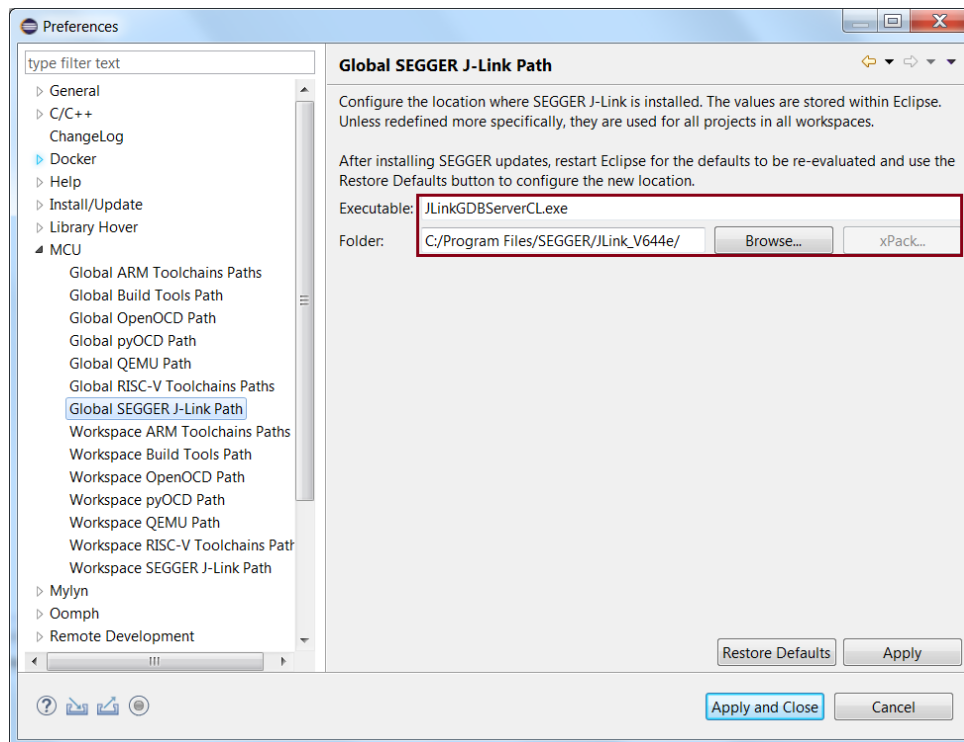 Preferences
type filter text
General
C/C++
ChangeLog
Docker
Help
Install/Update
Library Hover
MCU
Global ARM Toolchains Paths
Global Build Tools Path
Global OpenOCD Path
Global pyOCD Path
Global QEMU Path
Global RISC-V Toolchains Paths
Global SEGGER J-Link Path
Workspace ARM Toolchains Paths
Workspace Build Tools Path
Workspace OpenOCD Path
Workspace pyOCD Path
Workspace QEMU Path
Workspace RISC-V Toolchains Path
Workspace SEGGER J-Link Path
Mylyn
Oomph
Remote Development
Global SEGGER J-Link Path
Configure the location where SEGGER J-Link is installed. The values are stored within Eclipse.
Unless redefined more specifically, they are used for all projects in all workspaces.
After installing SEGGER updates, restart Eclipse for the defaults to be re-evaluated and use the
Restore Defaults button to configure the new location.
Executable: JLinkGDBServerCL.exe
Folder: C:/Program Files/SEGGER/JLink_V644e/ Browse... xPack...
Restore Defaults Apply
Apply and Close Cancel